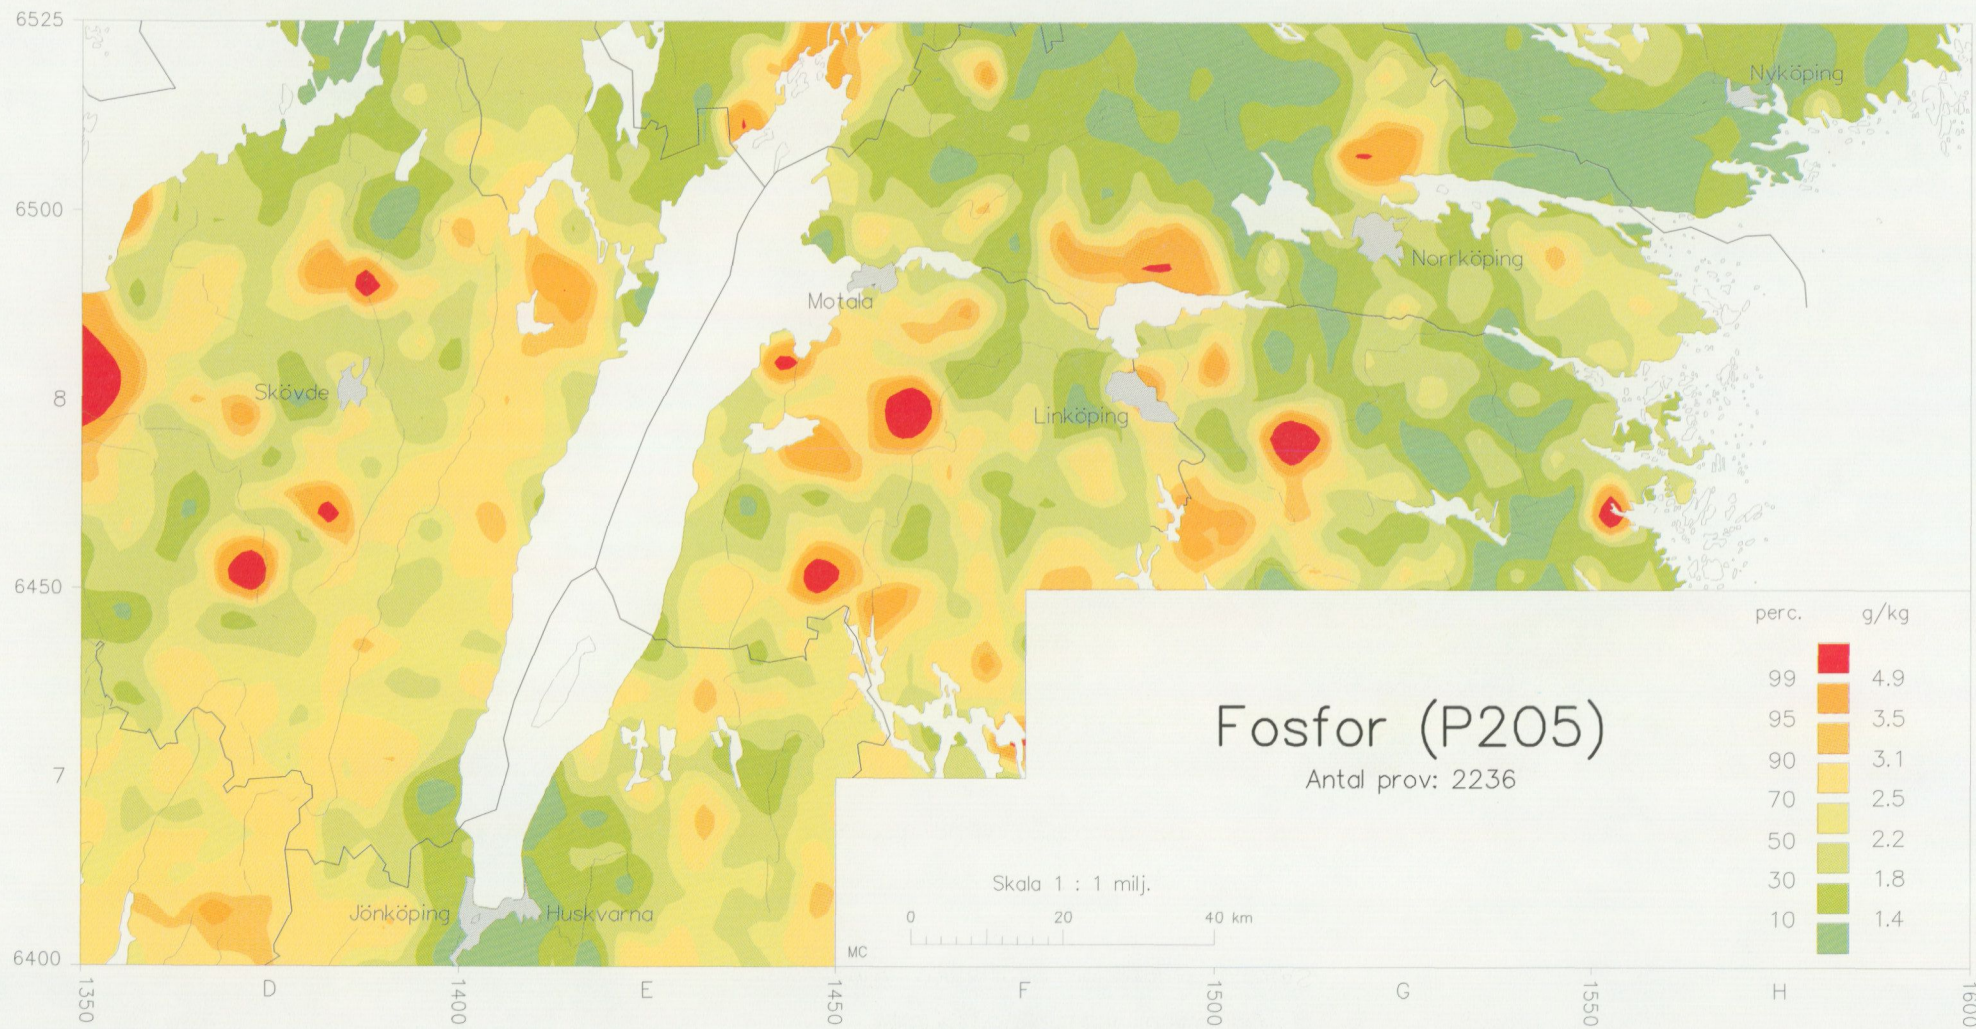 6525
Nyköping
6500
Norrköping
Motala
8
Skövde
Linköping
6450
perc. g/kg
99 4.9
95 3.5
90 3.1
70 2.5
50 2.2
30 1.8
10 1.4
Fosfor (P2O5)
Antal prov: 2236
7
Skala 1 : 1 milj.
0 20 40 km
Jönköping Huskvarna
MC
6400
1350 D 1400 E 1450 F 1500 G 1550 H 1600